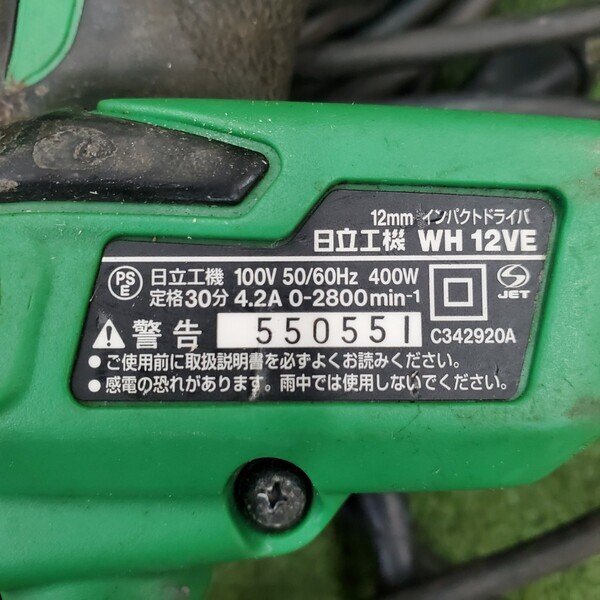 12mm インパクトドライバ
日立工機 WH 12VE
PS
E
日立工機 100V 50/60Hz 400W
定格30分 4.2A 0-2800min-1
JET
警告 550551
C342920A
●ご使用前に取扱説明書を必ずよくお読みください。
●感電の恐れがあります。雨中では使用しないでください。